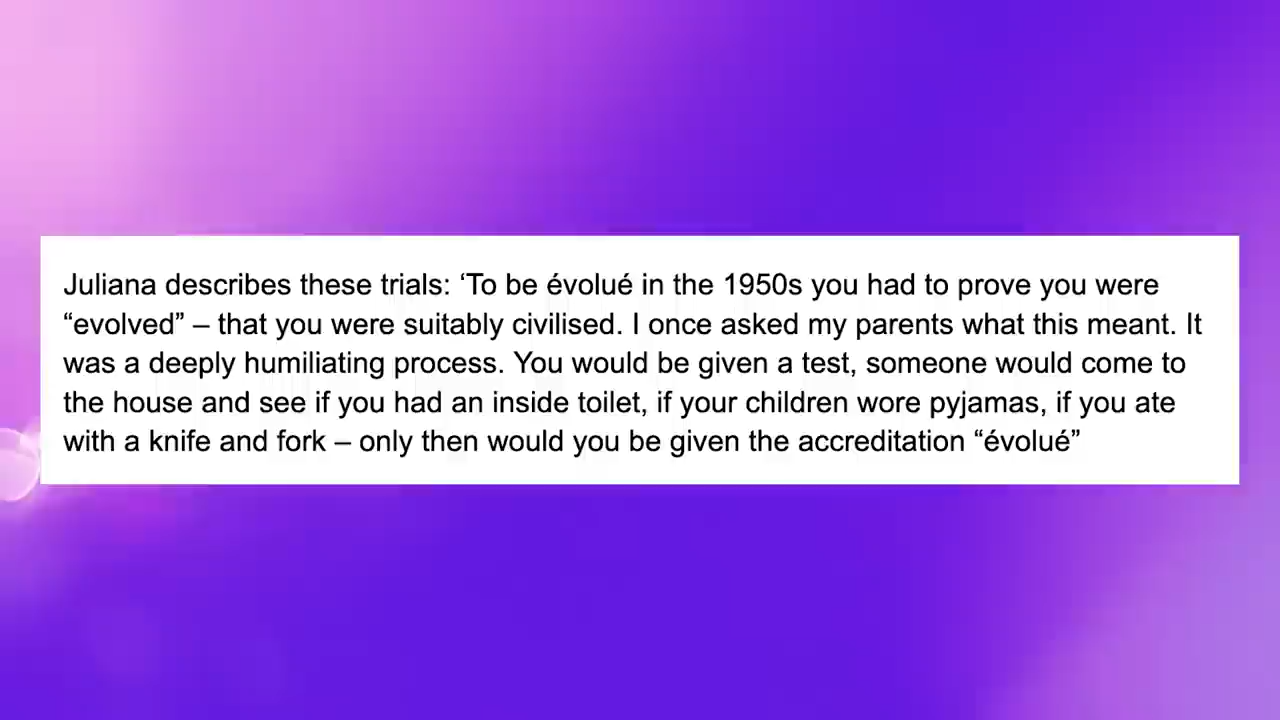 Juliana describes these trials: ‘To be évolué in the 1950s you had to prove you were
“evolved” – that you were suitably civilised. I once asked my parents what this meant. It
was a deeply humiliating process. You would be given a test, someone would come to
the house and see if you had an inside toilet, if your children wore pyjamas, if you ate
with a knife and fork – only then would you be given the accreditation “évolué”